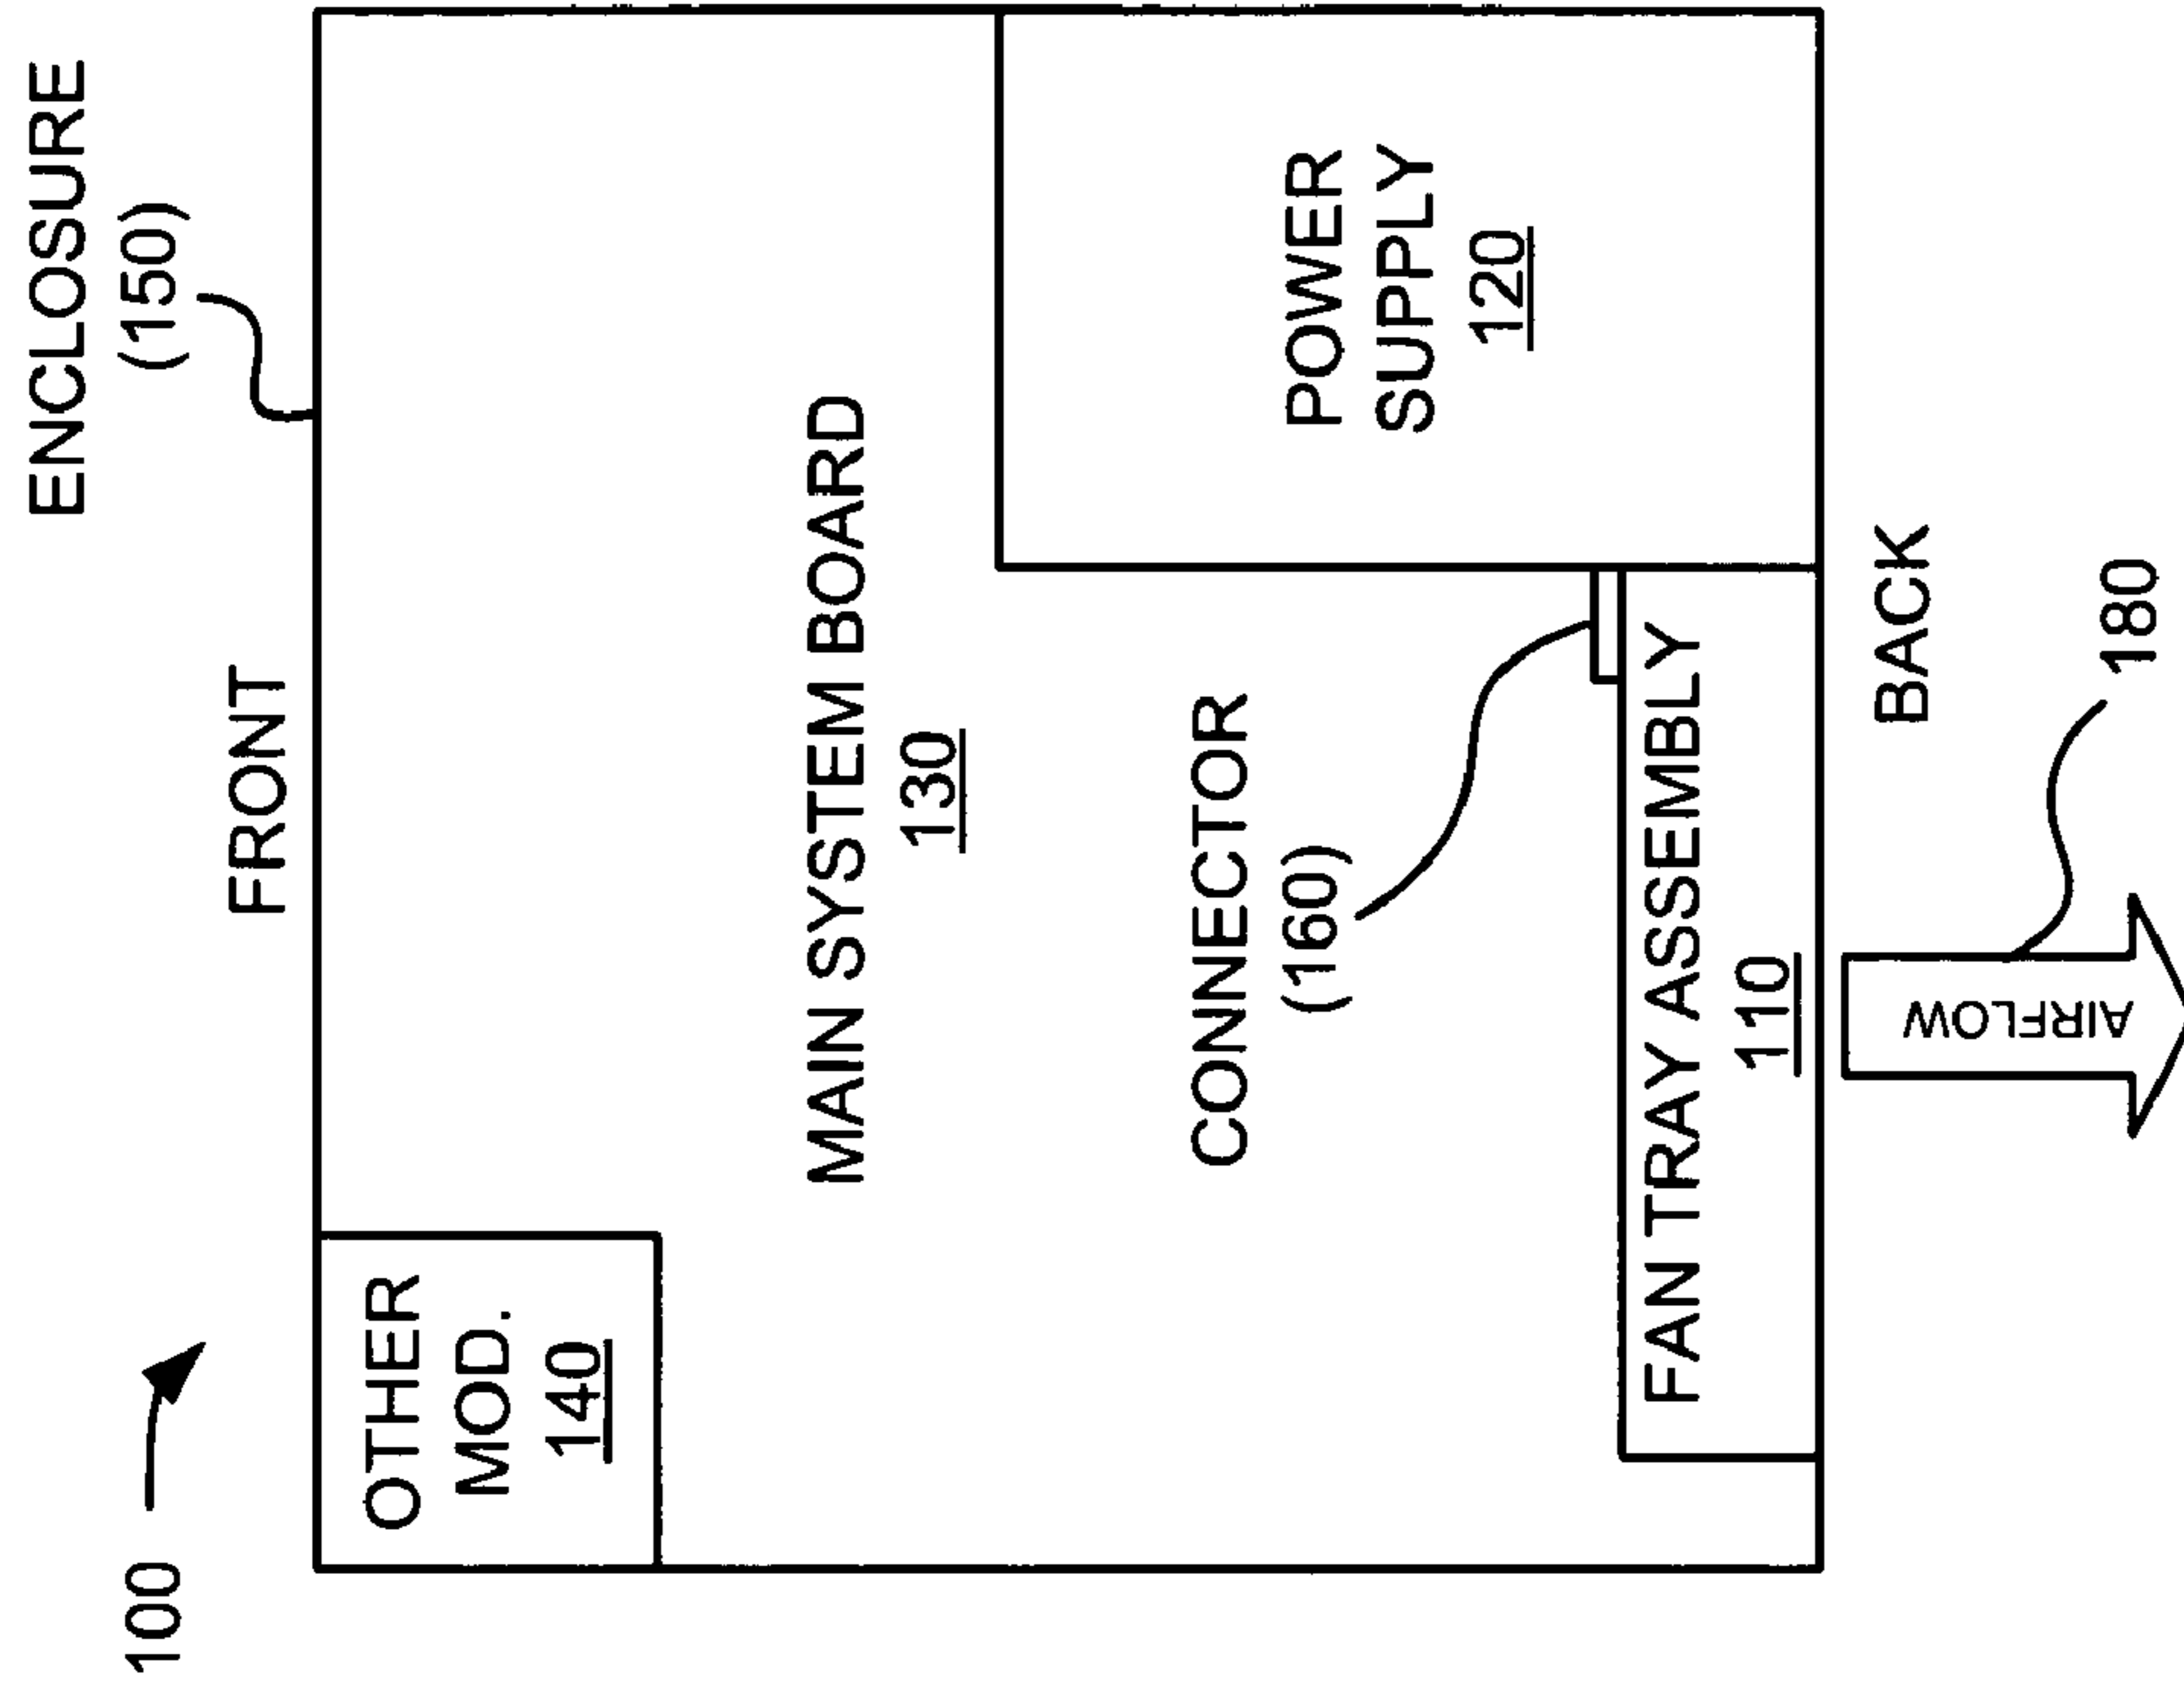 100
ENCLOSURE
(150)
FRONT
OTHER
MOD.
140
MAIN SYSTEM BOARD
130
CONNECTOR
(160)
POWER
SUPPLY
120
FAN TRAY ASSEMBLY
110
BACK
AIRFLOW
180